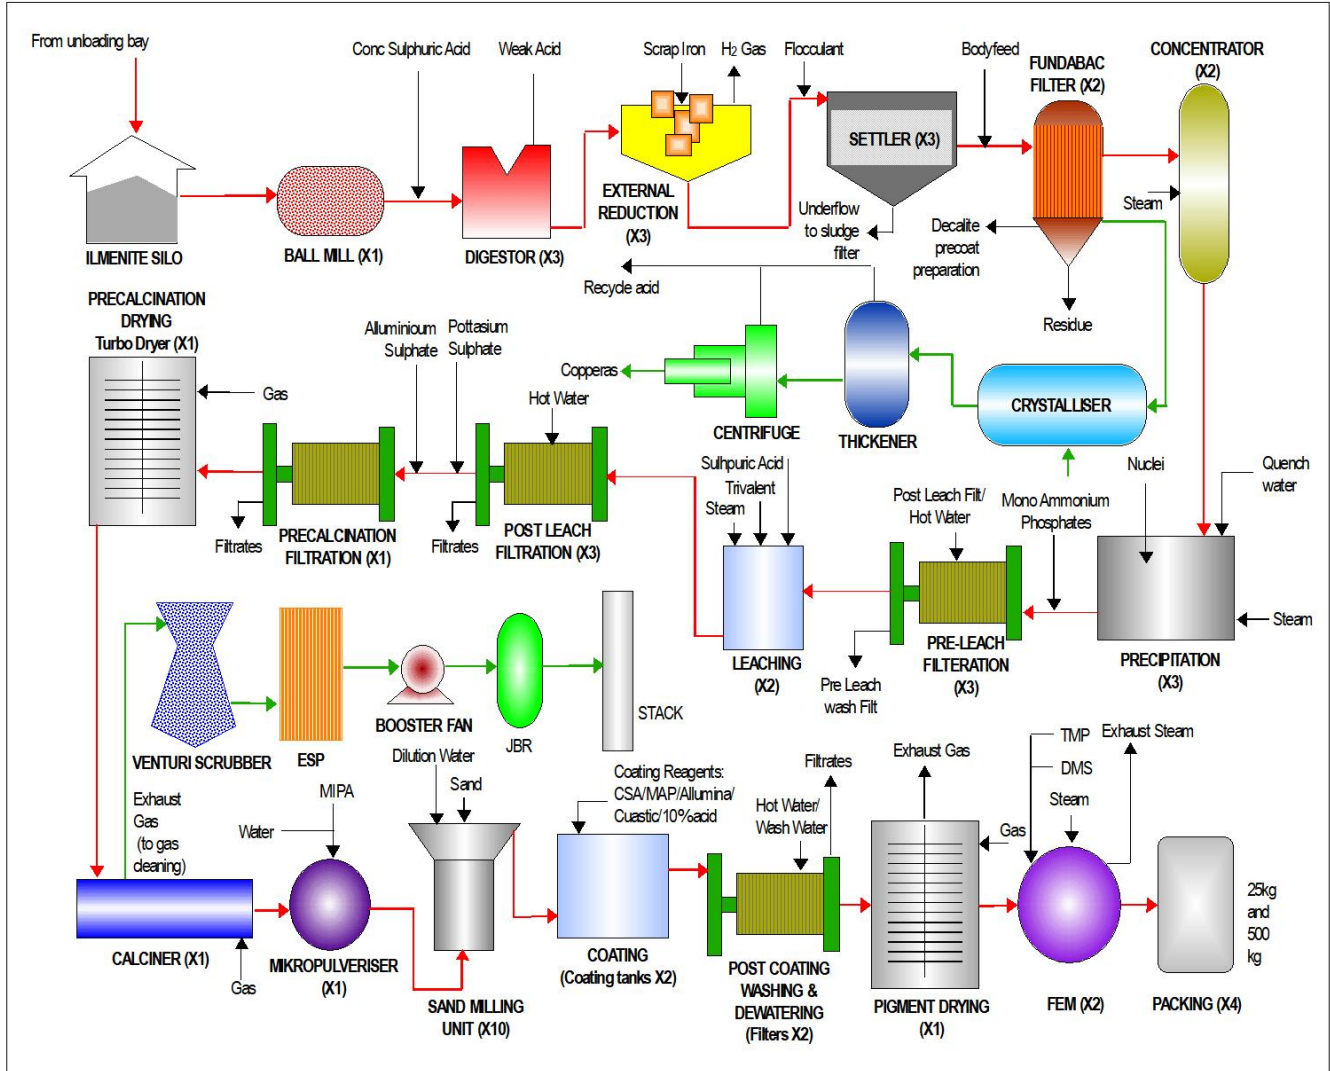 From unloading bay
Conc Sulphuric Acid
Weak Acid
Scrap Iron
H2 Gas
Flocculant
Bodyfeed
FUNDABAC
FILTER (X2)
CONCENTRATOR
(X2)
SETTLER (X3)
ILMENITE SILO
BALL MILL (X1)
DIGESTOR (X3)
EXTERNAL
REDUCTION
(X3)
Underflow
to sludge
filter
Decalite
precoat
preparation
Steam
Residue
Recycle acid
PRECALCINATION
DRYING
Turbo Dryer (X1)
Alluminioum
Sulphate
Pottasium
Sulphate
Copperas
Gas
Hot Water
CENTRIFUGE
THICKENER
CRYSTALLISER
Sulhpuric Acid
Trivalent
Steam
Post Leach Filt/
Hot Water
Mono Ammonium
Phosphates
Nuclei
Quench
water
Filtrates
PRECALCINATION
FILTRATION (X1)
Filtrates
POST LEACH
FILTRATION (X3)
LEACHING
(X2)
Pre Leach
wash Filt
PRE-LEACH
FILTERATION
(X3)
PRECIPITATION
(X3)
Steam
VENTURI SCRUBBER
ESP
BOOSTER FAN
JBR
STACK
Exhaust
Gas
(to gas
cleaning)
MIPA
Water
Dilution Water
Sand
Coating Reagents:
CSA/MAP/Allumina/
Cuastic/10%acid
Filtrates
Hot Water/
Wash Water
Exhaust Gas
Gas
TMP
DMS
Steam
Exhaust Steam
25kg
and
500
kg
CALCINER (X1)
Gas
MIKROPULVERISER
(X1)
SAND MILLING
UNIT (X10)
COATING
(Coating tanks X2)
POST COATING
WASHING &
DEWATERING
(Filters X2)
PIGMENT DRYING
(X1)
FEM (X2)
PACKING (X4)